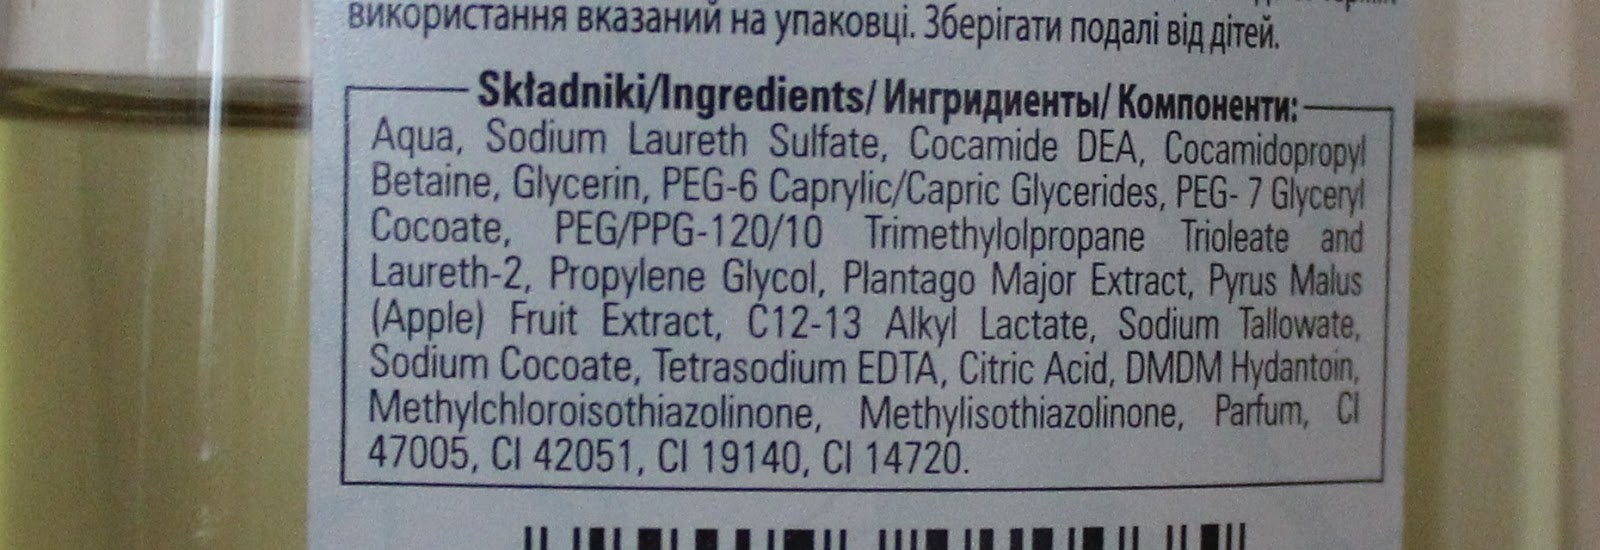 використання вказаний на упаковці. Зберігати подалі від дітей.
Składniki/Ingredients/ Ингридиенты/ Компоненти:
Aqua, Sodium Laureth Sulfate, Cocamide DEA, Cocamidopropyl
Betaine, Glycerin, PEG-6 Caprylic/Capric Glycerides, PEG- 7 Glyceryl
Cocoate, PEG/PPG-120/10 Trimethylolpropane Trioleate and
Laureth-2, Propylene Glycol, Plantago Major Extract, Pyrus Malus
(Apple) Fruit Extract, C12-13 Alkyl Lactate, Sodium Tallowate,
Sodium Cocoate, Tetrasodium EDTA, Citric Acid, DMDM Hydantoin,
Methylchloroisothiazolinone, Methylisothiazolinone, Parfum, CI
47005, CI 42051, CI 19140, CI 14720.